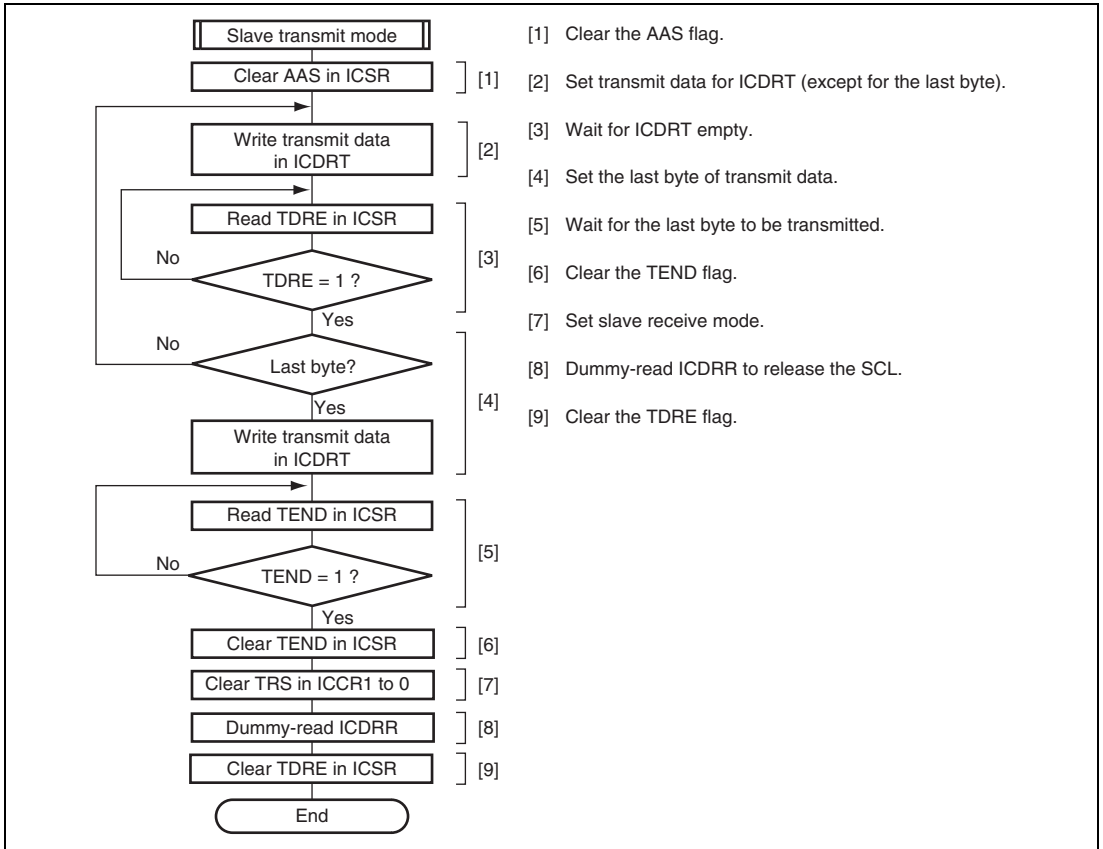 Slave transmit mode
Clear AAS in ICSR
[1]
Write transmit data
in ICDRT
[2]
Read TDRE in ICSR
No
TDRE = 1 ?
[3]
Yes
No
Last byte?
Yes
[4]
Write transmit data
in ICDRT
Read TEND in ICSR
No
TEND = 1 ?
[5]
Yes
Clear TEND in ICSR
[6]
Clear TRS in ICCR1 to 0
[7]
Dummy-read ICDRR
[8]
Clear TDRE in ICSR
[9]
End
[1] Clear the AAS flag.
[2] Set transmit data for ICDRT (except for the last byte).
[3] Wait for ICDRT empty.
[4] Set the last byte of transmit data.
[5] Wait for the last byte to be transmitted.
[6] Clear the TEND flag.
[7] Set slave receive mode.
[8] Dummy-read ICDRR to release the SCL.
[9] Clear the TDRE flag.